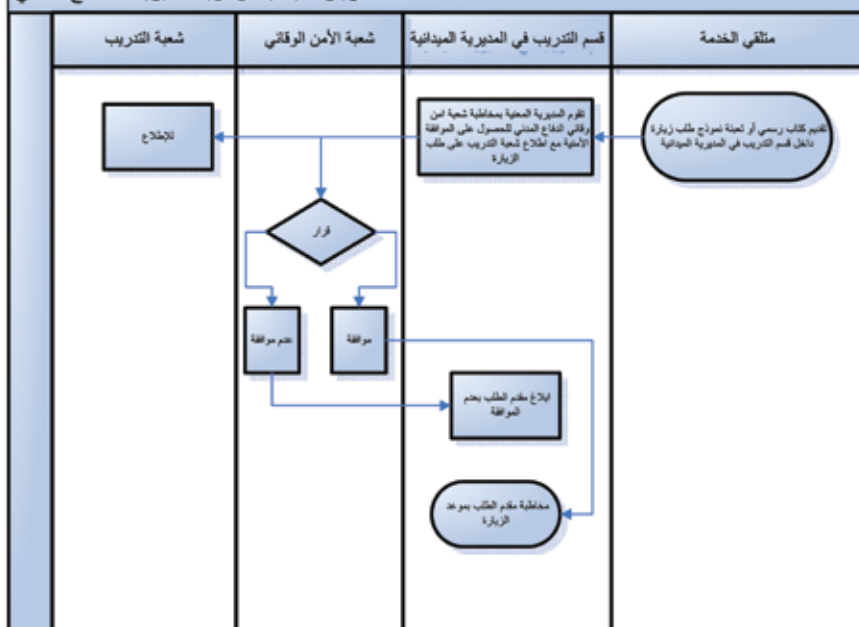 متلقي الخدمة
قسم التدريب في المديرية الميدانية
شعبة الأمن الوقائي
شعبة التدريب
تقديم كتاب رسمي أو تعبئة نموذج طلب زيارة
داخل قسم التدريب في المديرية الميدانية
تقوم المديرية المعنية بمخاطبة شعبة امن
وقائي الدفاع المدني للحصول على الموافقة
الأمنية مع اطلاع شعبة التدريب على طلب
الزيارة
للإطلاع
قرار
موافقة
عدم موافقة
ابلاغ مقدم الطلب بعدم
الموافقة
مخاطبة مقدم الطلب بموعد
الزيارة